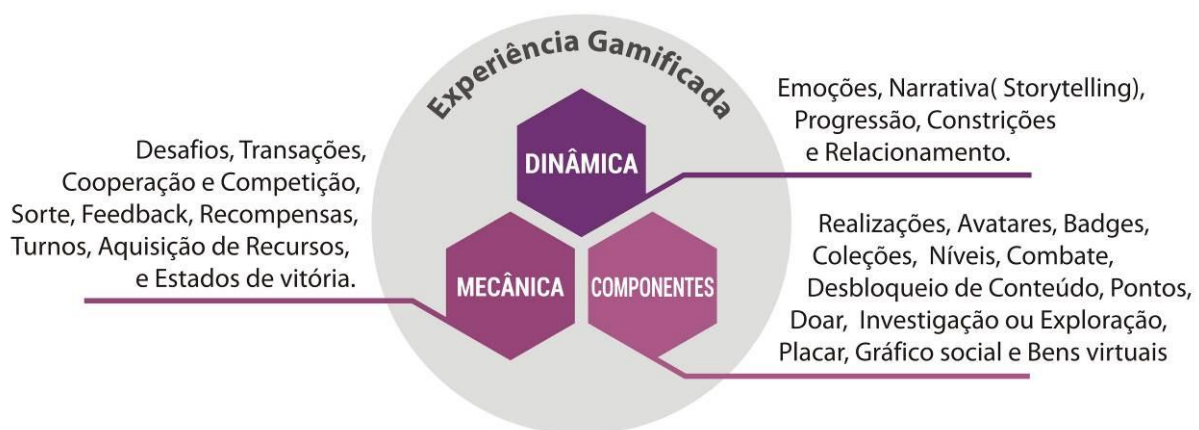 Experiência Gamificada
DINÂMICA
Emoções, Narrativa( Storytelling),
Progressão, Constrições
e Relacionamento.
Desafios, Transações,
Cooperação e Competição,
Sorte, Feedback, Recompensas,
Turnos, Aquisição de Recursos,
e Estados de vitória.
MECÂNICA
COMPONENTES
Realizações, Avatares, Badges,
Coleções, Níveis, Combate,
Desbloqueio de Conteúdo, Pontos,
Doar, Investigação ou Exploração,
Placar, Gráfico social e Bens virtuais